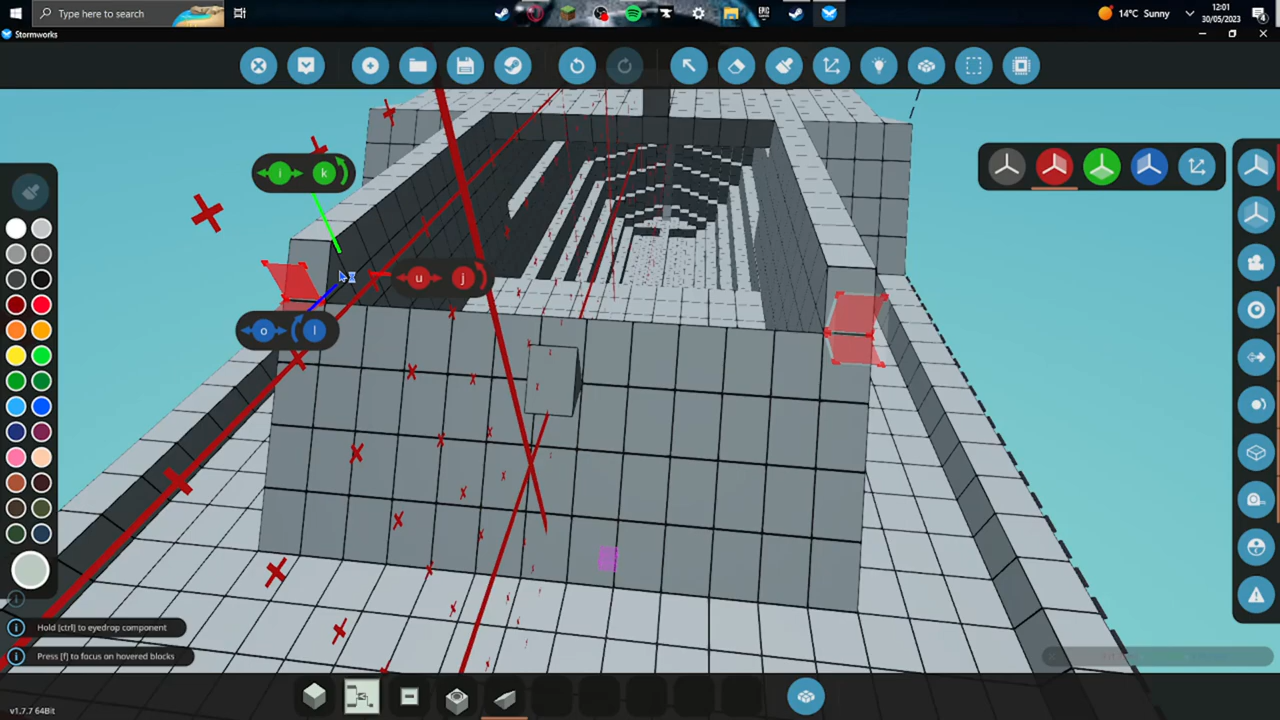 Type here to search
EPIC
14°C Sunny
12:01
30/05/2023
Stormworks
i k
u j
o l
Hold [ctrl] to eyedrop component
Press [f] to focus on hovered blocks
v1.7.7 64Bit